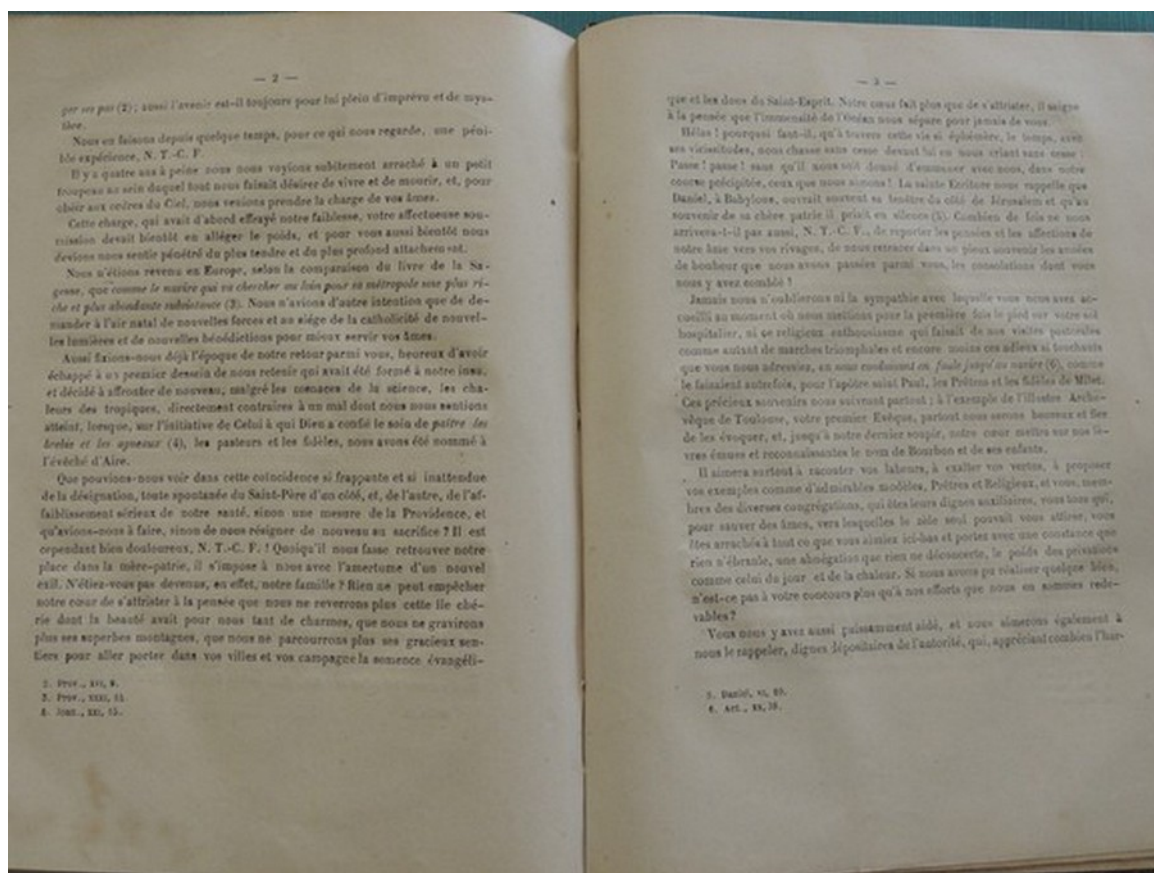 — 2 —
par ses pas (2); aussi l'avenir est-il toujours pour lui plein d'imprévu et de mys-
tère.
Nous en faisons depuis quelque temps, pour ce qui nous regarde, une péni-
ble expérience, N. T.-C. F.
Il y a quatre ans à peine nous nous voyions subitement arraché à un petit
troupeau au sein duquel tout nous faisait désirer de vivre et de mourir, et, pour
obéir aux ordres du Ciel, nous venions prendre la charge de vos âmes.
Cette charge, qui avait d'abord effrayé notre faiblesse, votre affectueuse sou-
mission devait bientôt en alléger le poids, et pour vous aussi bientôt nous
devions nous sentir pénétré du plus tendre et du plus profond attachement.
Nous n'étions revenu en Europe, selon la comparaison du livre de la Sa-
gesse, que comme le navire qui va chercher au loin pour sa métropole une plus ri-
che et plus abondante subsistance (3). Nous n'avions d'autre intention que de de-
mander à l'air natal de nouvelles forces et au siége de la catholicité de nouvel-
les lumières et de nouvelles bénédictions pour mieux servir vos âmes.
Aussi fixions-nous déjà l'époque de notre retour parmi vous, heureux d'avoir
échappé à un premier dessein de nous retenir qui avait été formé à notre insu,
et décidé à affronter de nouveau, malgré les menaces de la science, les cha-
leurs des tropiques, directement contraires à un mal dont nous nous sentions
atteint, lorsque, sur l'initiative de Celui à qui Dieu a confié le soin de paître les
brebis et les agneaux (4), les pasteurs et les fidèles, nous avons été nommé à
l'évêché d'Aire.
Que pouvions-nous voir dans cette coïncidence si frappante et si inattendue
de la désignation, toute spontanée du Saint-Père d'un côté, et, de l'autre, de l'af-
faiblissement sérieux de notre santé, sinon une mesure de la Providence, et
qu'avions-nous à faire, sinon de nous résigner de nouveau au sacrifice ? Il est
cependant bien douloureux, N. T.-C. F. ! Quoiqu'il nous fasse retrouver notre
place dans la mère-patrie, il s'impose à nous avec l'amertume d'un nouvel
exil. N'étiez-vous pas devenus, en effet, notre famille ? Rien ne peut empêcher
notre cœur de s'attrister à la pensée que nous ne reverrons plus cette île ché-
rie dont la beauté avait pour nous tant de charmes, que nous ne gravirons
plus ses superbes montagnes, que nous ne parcourrons plus ses gracieux sen-
tiers pour aller porter dans vos villes et vos campagne la semence évangéli-
2. Prov., XVI, 9.
3. Prov., XXXI,
4. Joan., XXI, 15.
— 3 —
que et les dons du Saint-Esprit. Notre cœur fait plus que de s'attrister, il saigne
à la pensée que l'immensité de l'Océan nous sépare pour jamais de vous.
Hélas ! pourquoi faut-il, qu'à travers cette vie si éphémère, le temps, avec
ses vicissitudes, nous chasse sans cesse devant lui en nous criant sans cesse :
Passe ! passe ! sans qu'il nous soit donné d'emmener avec nous, dans notre
course précipitée, ceux que nous aimons ! La sainte Ecriture nous rappelle que
Daniel, à Babylone, ouvrait souvent sa fenêtre du côté de Jérusalem et qu'au
souvenir de sa chère patrie il priait en silence (5). Combien de fois ne nous
arrivera-t-il pas aussi, N. T.-C. F., de reporter les pensées et les affections de
notre âme vers vos rivages, de nous retracer dans un pieux souvenir les années
de bonheur que nous avons passées parmi vous, les consolations dont vous
nous y avez comblé !
Jamais nous n'oublierons ni la sympathie avec laquelle vous nous avez ac-
cueilli au moment où nous mettions pour la première fois le pied sur votre sol
hospitalier, ni ce religieux enthousiasme qui faisait de nos visites pastorales
comme autant de marches triomphales et encore moins ces adieux si touchants
que vous nous adressiez, en nous conduisant en foule jusqu'au navire (6), comme
le faisaient autrefois, pour l'apôtre saint Paul, les Prêtres et les fidèles de Milet.
Ces précieux souvenirs nous suivront partout ; à l'exemple de l'illustre Arche-
vêque de Toulouse, votre premier Evêque, partout nous serons heureux et fier
de les évoquer, et, jusqu'à notre dernier soupir, notre cœur mettra sur nos lè-
vres émues et reconnaissantes le nom de Bourbon et de ses enfants.
Il aimera surtout à raconter vos labeurs, à exalter vos vertus, à proposer
vos exemples comme d'admirables modèles, Prêtres et Religieux, et vous, mem-
bres des diverses congrégations, qui êtes leurs dignes auxiliaires, vous tous qui,
pour sauver des âmes, vers lesquelles le zèle seul pouvait vous attirer, vous
êtes arrachés à tout ce que vous aimiez ici-bas et portez avec une constance que
rien n'ébranle, une abnégation que rien ne déconcerte, le poids des privations
comme celui du jour et de la chaleur. Si nous avons pu réaliser quelque bien,
n'est-ce pas à votre concours plus qu'à nos efforts que nous en sommes rede-
vables ?
Vous nous y avez aussi puissamment aidé, et nous aimerons également à
nous le rappeler, dignes dépositaires de l'autorité, qui, appréciant combien l'har-
5. Daniel,
6. Act., XX, 38.